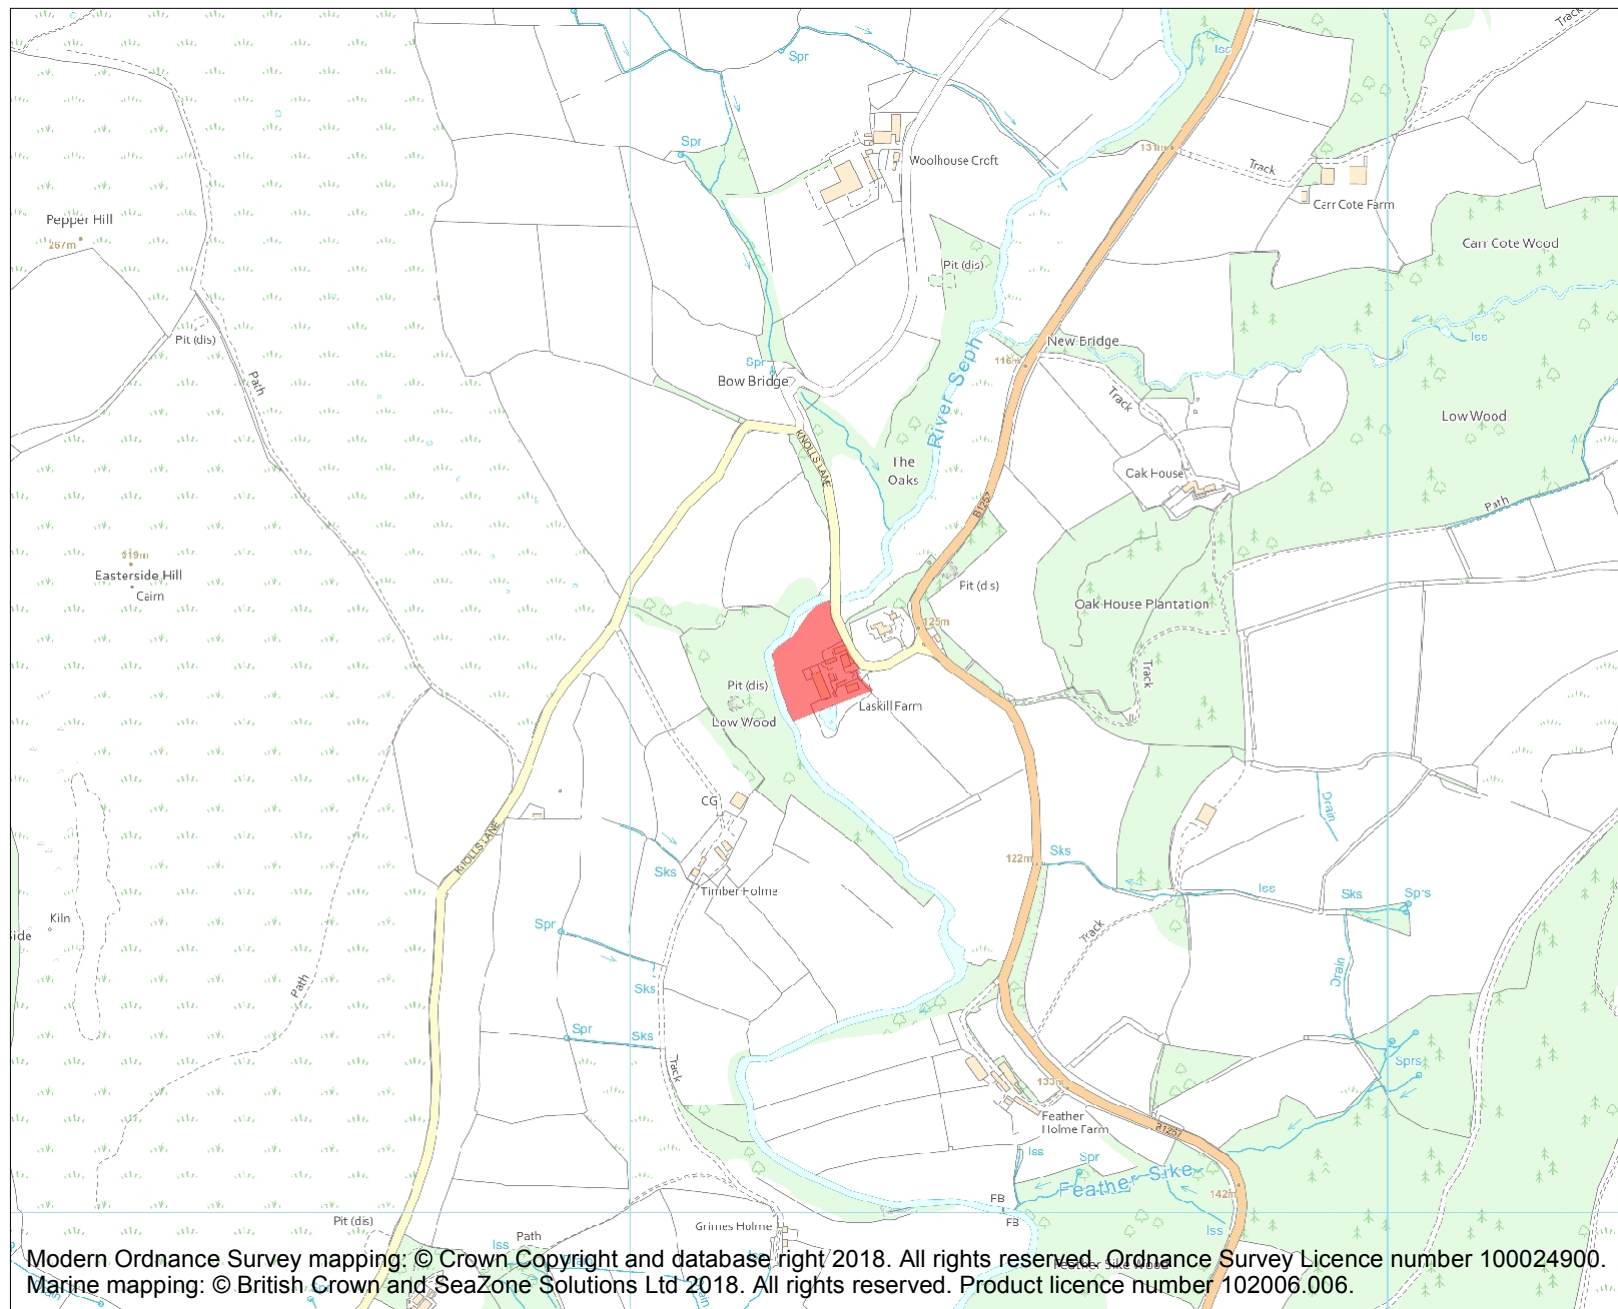 Track
Iss
Spr
Spr
Woolhouse Croft
131m
Track
Carr Cote Farm
Pepper Hill
267m
Carr Cote Wood
Pit (dis)
Pit (dis)
Iss
New Bridge
116m
River Seph
Spr
Bow Bridge
Path
Track
Low Wood
KNOLLS LANE
The
Oaks
Oak House
B1257
Path
Easterside Hill
Cairn
Pit (dis)
Oak House Plantation
125m
Track
Pit (dis)
Low Wood
Laskill Farm
CG
Drain
KNOLLS LANE
122m
Sks
Sks
Timber Holme
Iss
Sks
Sprs
Kiln
Spr
Track
Path
Sks
Drain
Spr
Sks
Track
Sprs
133m
Feather
Holme Farm
B1257
Iss
Spr
Feather Sike
142m
FB
FB
Iss
Pit (dis)
Grimes Holme
Path
Iss
Feather Sike Wood
Modern Ordnance Survey mapping: © Crown Copyright and database right 2018. All rights reserved. Ordnance Survey Licence number 100024900.
Marine mapping: © British Crown and SeaZone Solutions Ltd 2018. All rights reserved. Product licence number 102006.006.